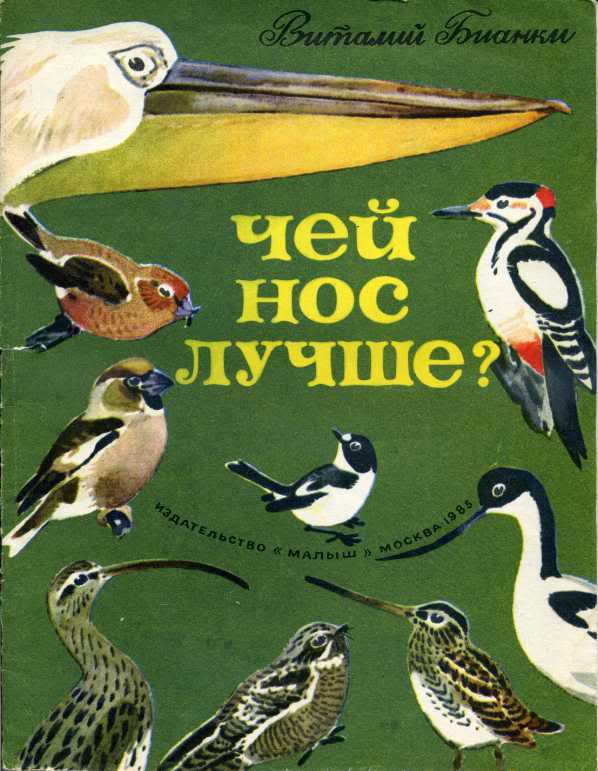 Виталий Бианки
ЧЕЙ
НОС
ЛУЧШЕ?
ИЗДАТЕЛЬСТВО «МАЛЫШ» МОСКВА·1985